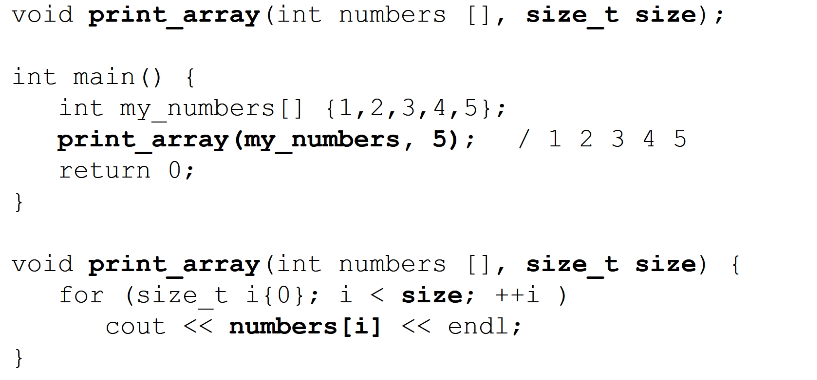 void print_array(int numbers [], size_t size);
int main() {
int my_numbers[] {1,2,3,4,5};
print_array(my_numbers, 5); / 1 2 3 4 5
return 0;
}
void print_array(int numbers [], size_t size) {
for (size_t i{0}; i < size; ++i )
cout << numbers[i] << endl;
}